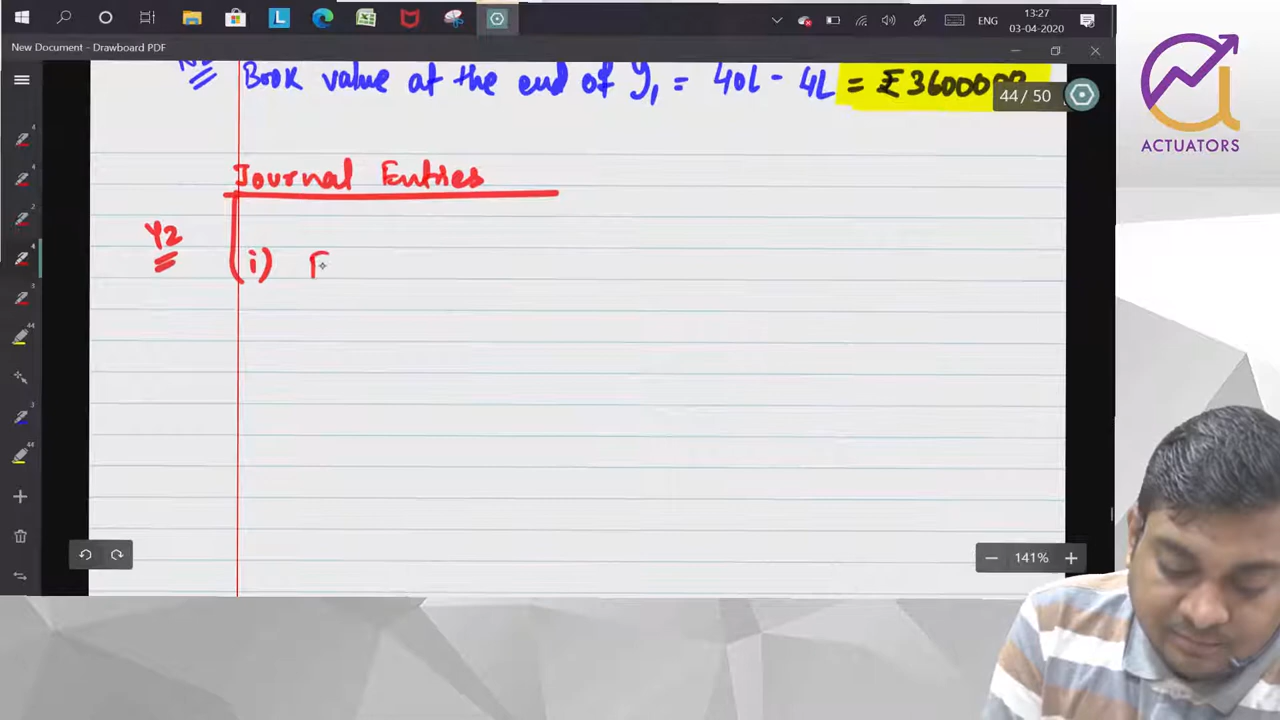 13:27
ENG
03-04-2020
New Document - Drawboard PDF
Book value at the end of Y1 = 40L - 4L = ₹3600000
44 / 50
ACTUATORS
Journal Entries
Y2
(i)
141%